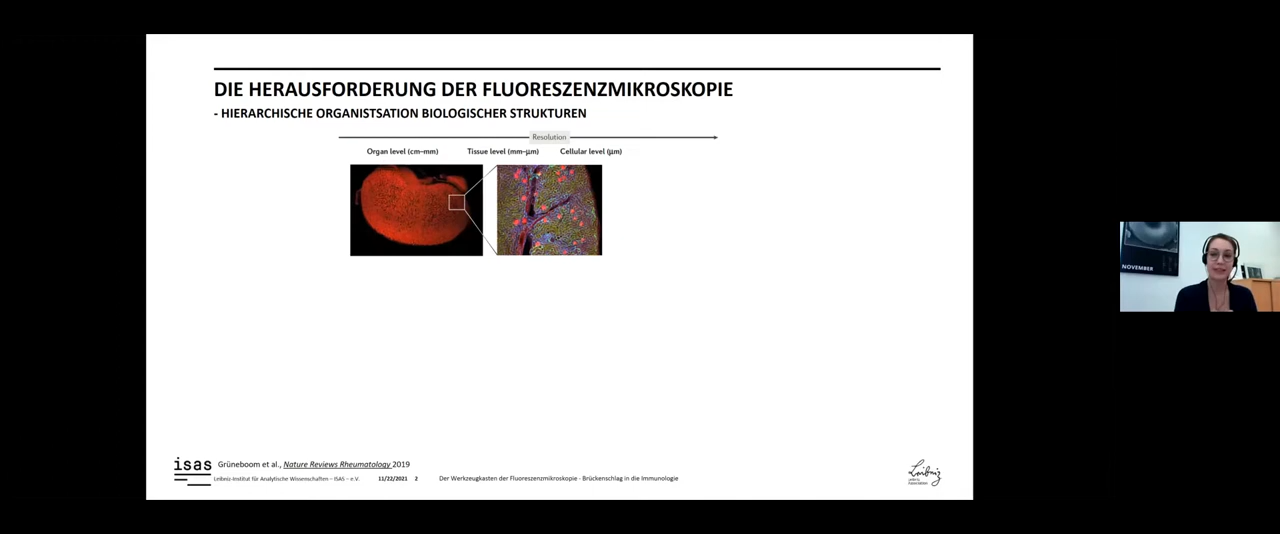 DIE HERAUSFORDERUNG DER FLUORESZENZMIKROSKOPIE
- HIERARCHISCHE ORGANISTSATION BIOLOGISCHER STRUKTUREN
Resolution
Organ level (cm–mm) Tissue level (mm–µm) Cellular level (µm)
NOVEMBER
isas Grüneboom et al., Nature Reviews Rheumatology 2019
Leibniz-Institut für Analytische Wissenschaften – ISAS – e.V. 11/22/2021 2 Der Werkzeugkasten der Fluoreszenzmikroskopie - Brückenschlag in die Immunologie
Leibniz